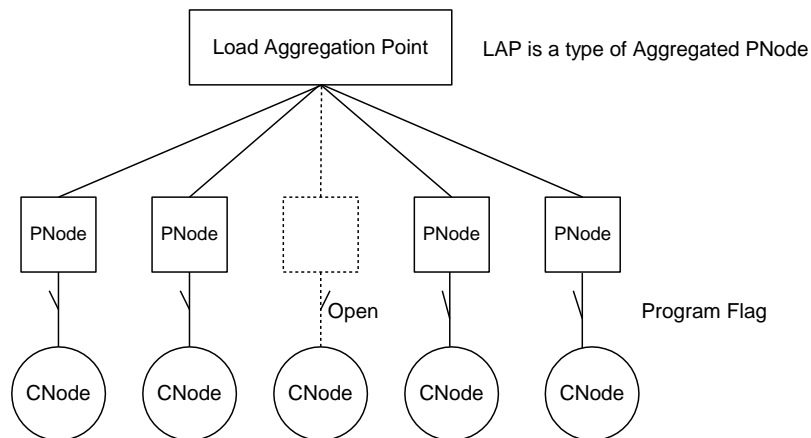 Load Aggregation Point
LAP is a type of Aggregated PNode
PNode
PNode
PNode
PNode
Open
Program Flag
CNode
CNode
CNode
CNode
CNode